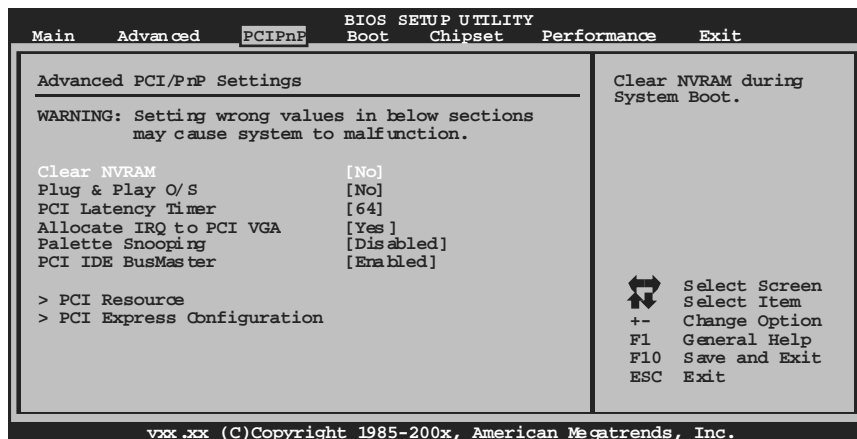 BIOS SETUP UTILITY
Main Advanced PCIPnP Boot Chipset Performance Exit
Advanced PCI/PnP Settings
WARNING: Setting wrong values in below sections
may cause system to malfunction.
Clear NVRAM [No]
Plug & Play O/S [No]
PCI Latency Timer [64]
Allocate IRQ to PCI VGA [Yes]
Palette Snooping [Disabled]
PCI IDE BusMaster [Enabled]
> PCI Resource
> PCI Express Configuration
Clear NVRAM during
System Boot.
Select Screen
Select Item
+- Change Option
F1 General Help
F10 Save and Exit
ESC Exit
vxx.xx (C)Copyright 1985-200x, American Megatrends, Inc.